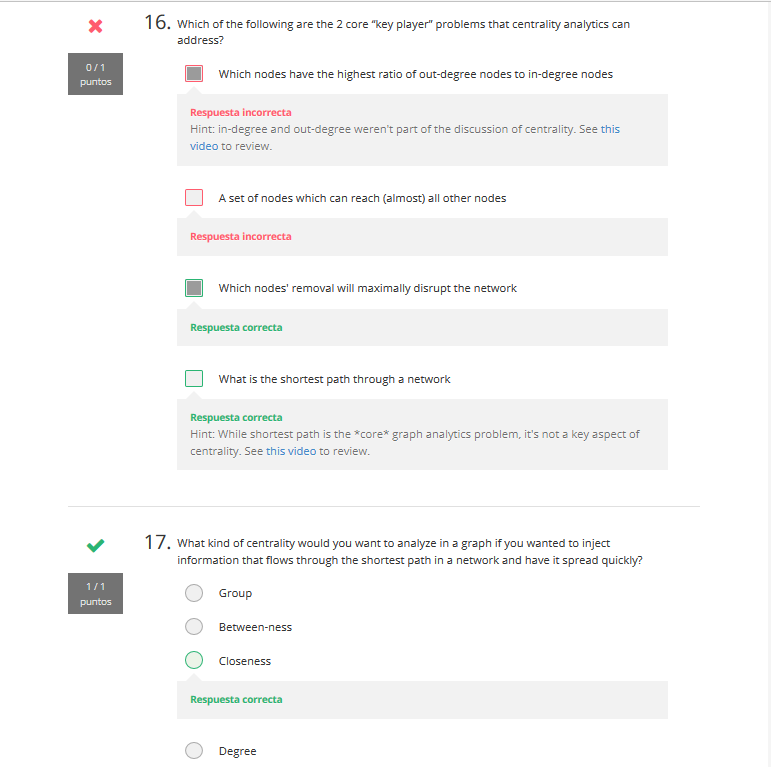 16. Which of the following are the 2 core “key player” problems that centrality analytics can
address?
0 / 1
puntos
Which nodes have the highest ratio of out-degree nodes to in-degree nodes
Respuesta incorrecta
Hint: in-degree and out-degree weren't part of the discussion of centrality. See this
video to review.
A set of nodes which can reach (almost) all other nodes
Respuesta incorrecta
Which nodes' removal will maximally disrupt the network
Respuesta correcta
What is the shortest path through a network
Respuesta correcta
Hint: While shortest path is the *core* graph analytics problem, it's not a key aspect of
centrality. See this video to review.
17. What kind of centrality would you want to analyze in a graph if you wanted to inject
information that flows through the shortest path in a network and have it spread quickly?
1 / 1
puntos
Group
Between-ness
Closeness
Respuesta correcta
Degree